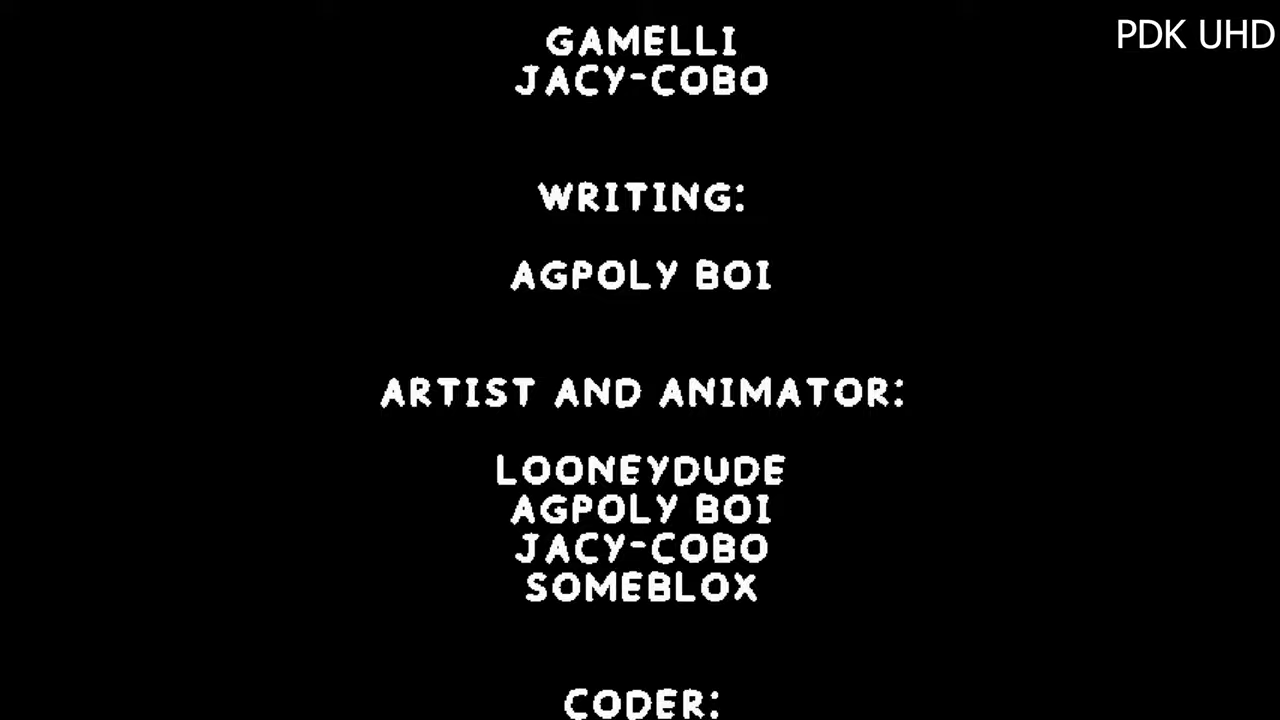 PDK UHD
GAMELLI
JACY-COBO
WRITING:
AGPOLY BOI
ARTIST AND ANIMATOR:
LOONEYDUDE
AGPOLY BOI
JACY-COBO
SOMEBLOX
CODER: